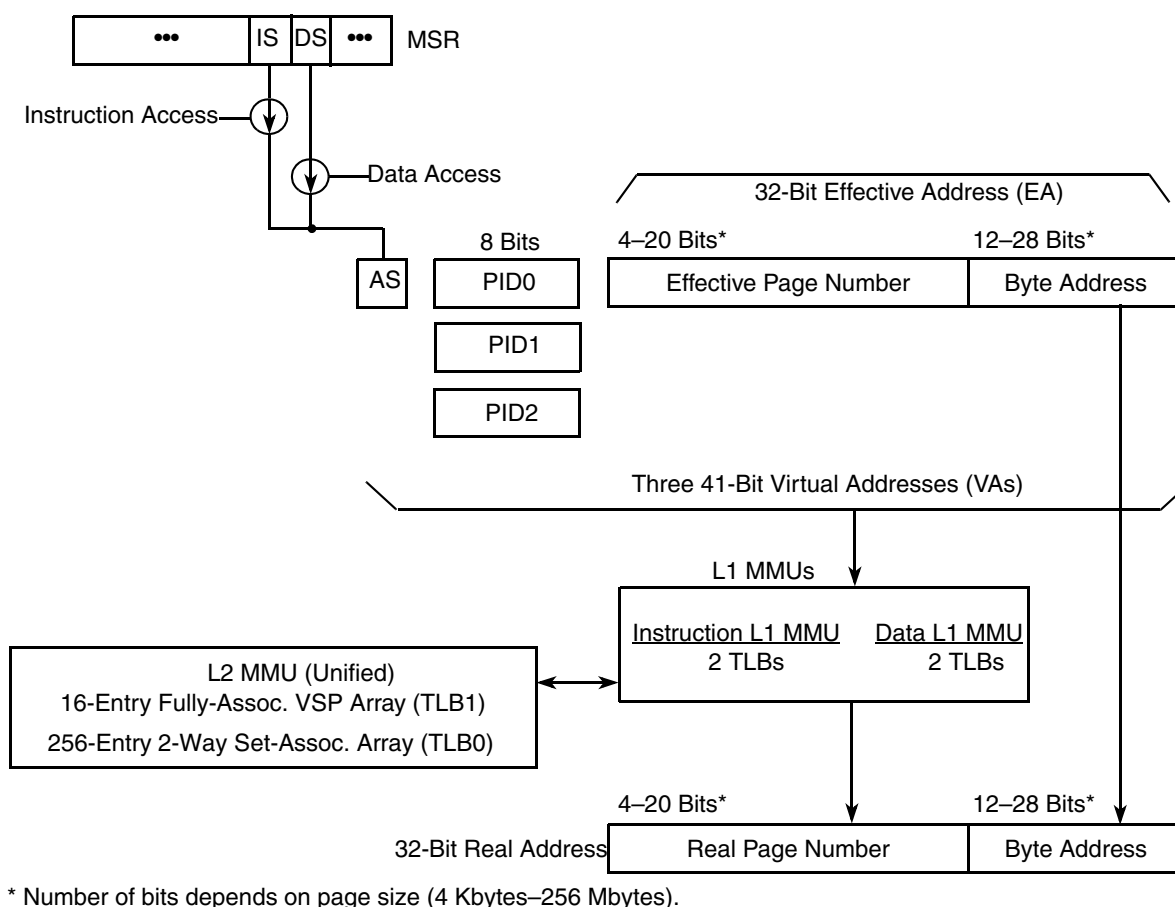 ••• IS DS ••• MSR
Instruction Access
Data Access
32-Bit Effective Address (EA)
8 Bits 4–20 Bits* 12–28 Bits*
AS PID0 Effective Page Number Byte Address
PID1
PID2
Three 41-Bit Virtual Addresses (VAs)
L1 MMUs
Instruction L1 MMU Data L1 MMU
2 TLBs 2 TLBs
L2 MMU (Unified)
16-Entry Fully-Assoc. VSP Array (TLB1)
256-Entry 2-Way Set-Assoc. Array (TLB0)
4–20 Bits* 12–28 Bits*
32-Bit Real Address Real Page Number Byte Address
* Number of bits depends on page size (4 Kbytes–256 Mbytes).